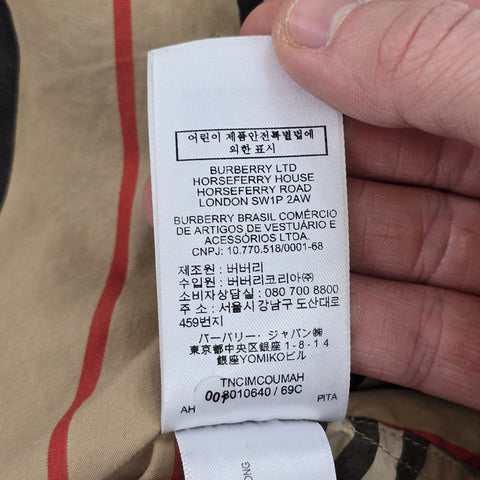 어린이 제품안전특별법에
의한 표시
BURBERRY LTD
HORSEFERRY HOUSE
HORSEFERRY ROAD
LONDON SW1P 2AW
BURBERRY BRASIL COMÉRCIO
DE ARTIGOS DE VESTUÁRIO E
ACESSÓRIOS LTDA.
CNPJ: 10.770.518/0001-68
제조원 : 버버리
수입원 : 버버리코리아㈜
소비자상담실 : 080 700 8800
주 소 : 서울시 강남구 도산대로
459번지
バーバリー・ジャパン㈱
東京都中央区銀座1-8-14
銀座YOMIKOビル
TNCIMCOUMAH
8010640 / 69C
AH PITA